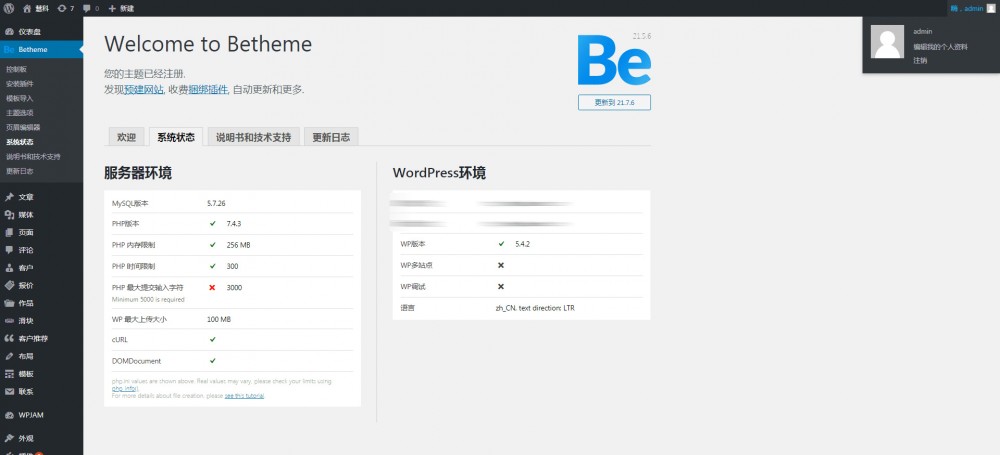 慧科 7 0 新建
嗨，admin
admin
编辑我的个人资料
注销
仪表盘
Betheme
控制板
安装插件
模板导入
主题选项
页眉编辑器
系统状态
说明书和技术支持
更新日志
文章
媒体
页面
评论
客户
报价
作品
滑块
客户推荐
布局
模板
联系
WPJAM
外观
Welcome to Betheme
您的主题已经注册.
发现预建网站, 收费捆绑插件, 自动更新和更多.
21.5.6
Be
更新到 21.7.6
欢迎 系统状态 说明书和技术支持 更新日志
服务器环境
MySQL版本 5.7.26
PHP版本 7.4.3
PHP 内存限制 256 MB
PHP 时间限制 300
PHP 最大提交输入字符 3000
Minimum 5000 is required
WP 最大上传大小 100 MB
cURL
DOMDocument
php.ini values are shown above. Real values may vary, please check your limits using
php_info()
For more details about file creation, please see this tutorial.
WordPress环境
WP版本 5.4.2
WP多站点
WP调试
语言 zh_CN, text direction: LTR